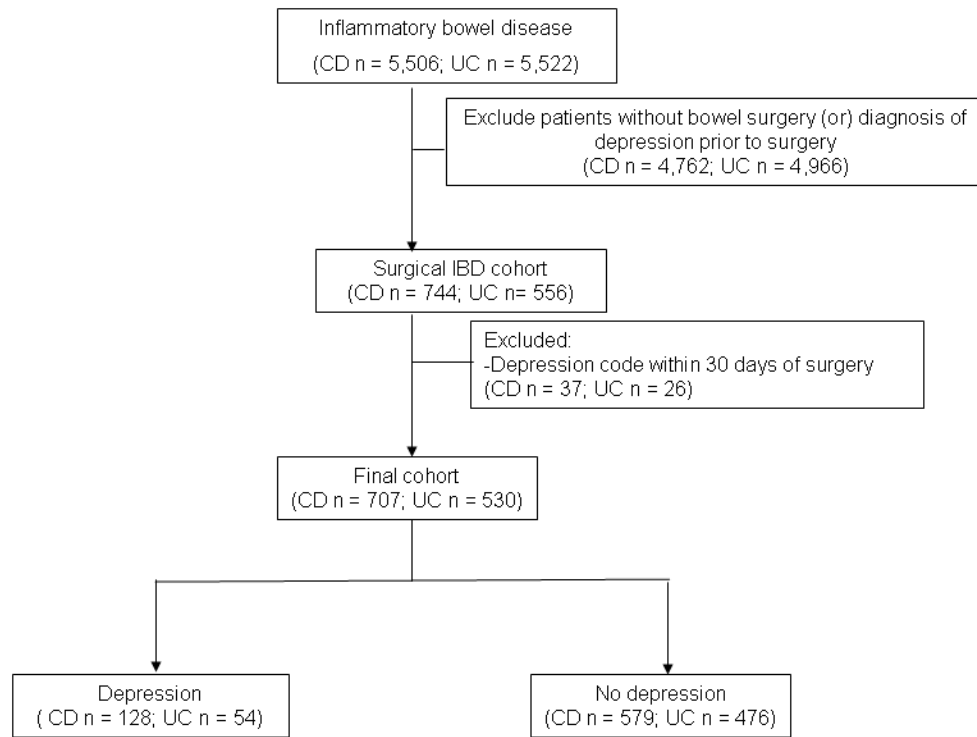 Inflammatory bowel disease
(CD n = 5,506; UC n = 5,522)
Exclude patients without bowel surgery (or) diagnosis of
depression prior to surgery
(CD n = 4,762; UC n = 4,966)
Surgical IBD cohort
(CD n = 744; UC n= 556)
Excluded:
-Depression code within 30 days of surgery
(CD n = 37; UC n = 26)
Final cohort
(CD n = 707; UC n = 530)
Depression
( CD n = 128; UC n = 54)
No depression
(CD n = 579; UC n = 476)